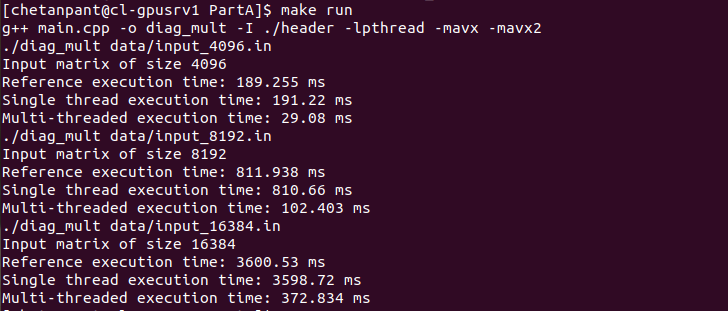 [chetanpant@cl-gpusrv1 PartA]$ make run
g++ main.cpp -o diag_mult -I ./header -lpthread -mavx -mavx2
./diag_mult data/input_4096.in
Input matrix of size 4096
Reference execution time: 189.255 ms
Single thread execution time: 191.22 ms
Multi-threaded execution time: 29.08 ms
./diag_mult data/input_8192.in
Input matrix of size 8192
Reference execution time: 811.938 ms
Single thread execution time: 810.66 ms
Multi-threaded execution time: 102.403 ms
./diag_mult data/input_16384.in
Input matrix of size 16384
Reference execution time: 3600.53 ms
Single thread execution time: 3598.72 ms
Multi-threaded execution time: 372.834 ms